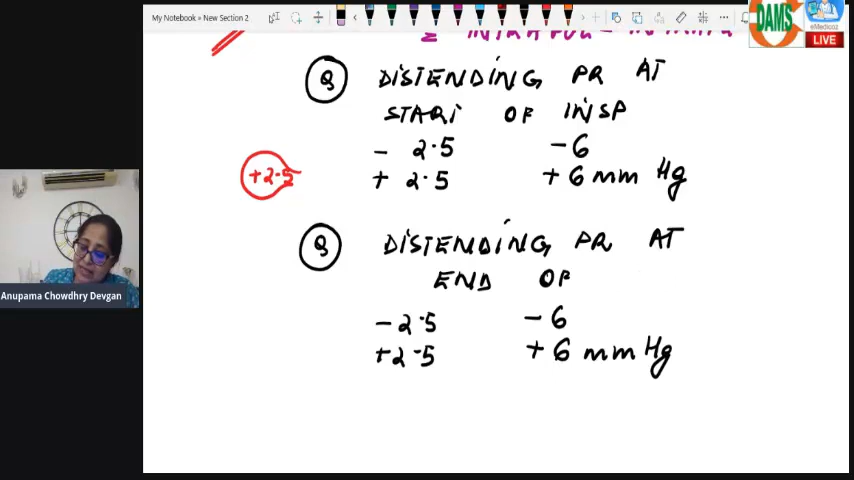 My Notebook > New Section 2
DAMS
eMedicoz
LIVE
Q DISTENDING PR AT
START OF INSP
- 2.5 -6
+ 2.5 +6 mm Hg
+2.5
Q DISTENDING PR AT
END OF
-2.5 -6
+2.5 +6 mm Hg
Anupama Chowdhry Devgan